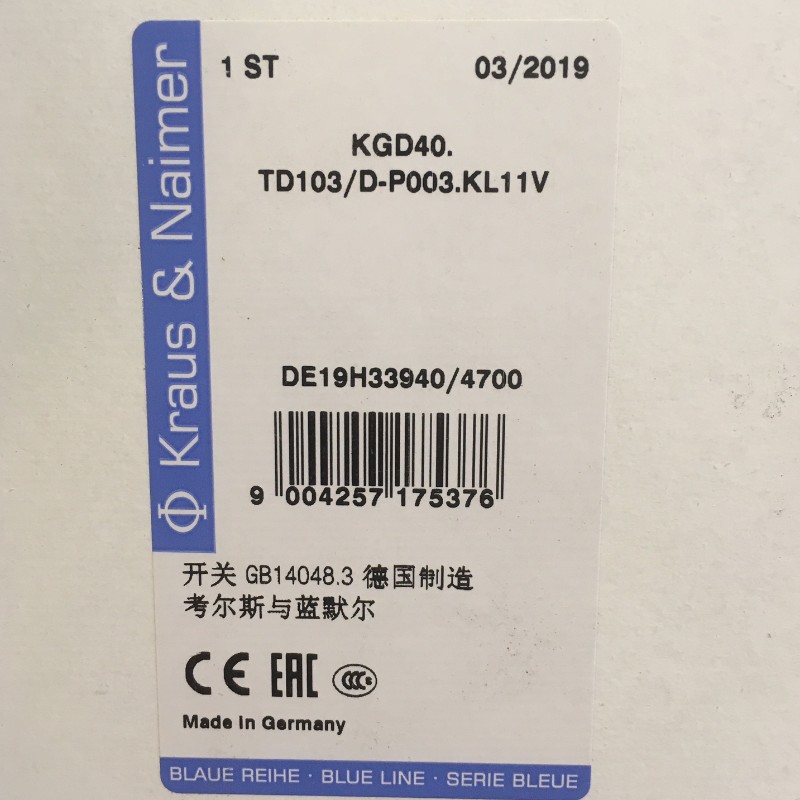 Kraus & Naimer
1 ST 03/2019
KGD40.
TD103/D-P003.KL11V
DE19H33940/4700
9 004257 175376
开关 GB14048.3 德国制造
考尔斯与蓝默尔
CE EAC CCC S
Made in Germany
BLAUE REIHE · BLUE LINE · SERIE BLEUE